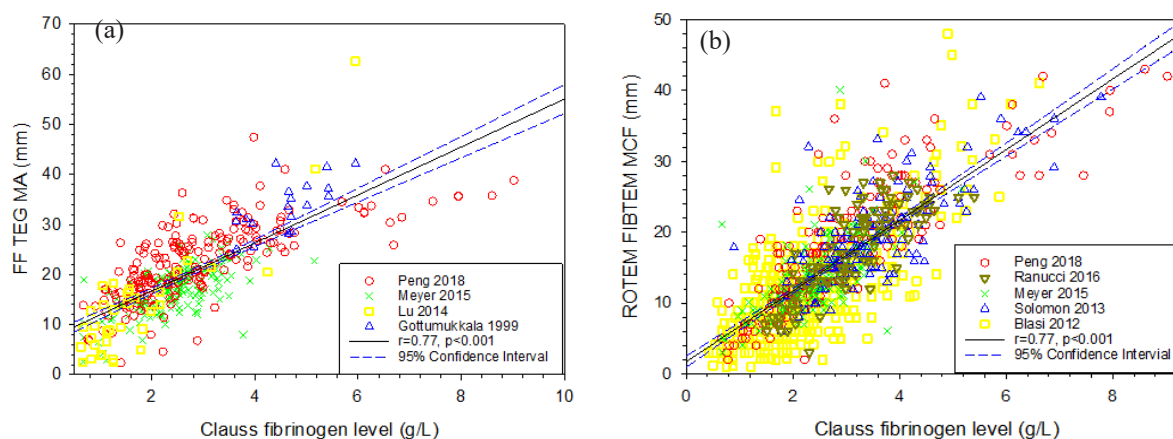 (a)
FF TEG MA (mm)
70
60
50
40
30
20
10
0
2
4
6
8
10
Clauss fibrinogen level (g/L)
Peng 2018
Meyer 2015
Lu 2014
Gottumukkala 1999
r=0.77, p<0.001
95% Confidence Interval
(b)
ROTEM FIBTEM MCF (mm)
50
40
30
20
10
0
0
2
4
6
8
Clauss fibrinogen level (g/L)
Peng 2018
Ranucci 2016
Meyer 2015
Solomon 2013
Blasi 2012
r=0.77, p<0.001
95% Confidence Interval